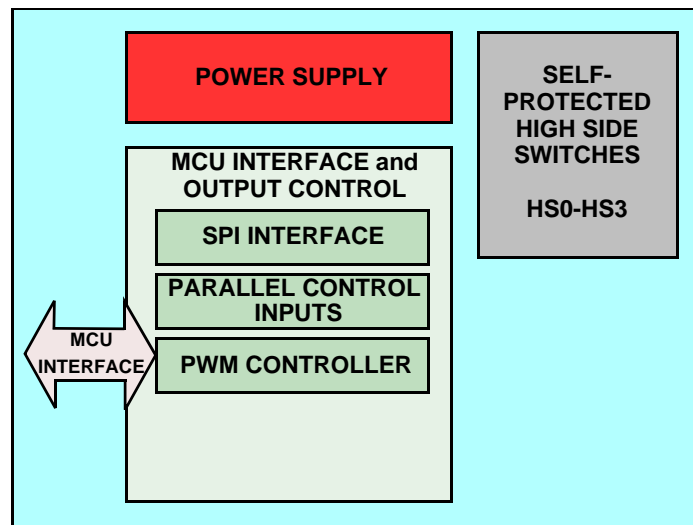 POWER SUPPLY
SELF-
PROTECTED
HIGH SIDE
SWITCHES
HS0-HS3
MCU INTERFACE and
OUTPUT CONTROL
SPI INTERFACE
PARALLEL CONTROL
INPUTS
PWM CONTROLLER
MCU
INTERFACE